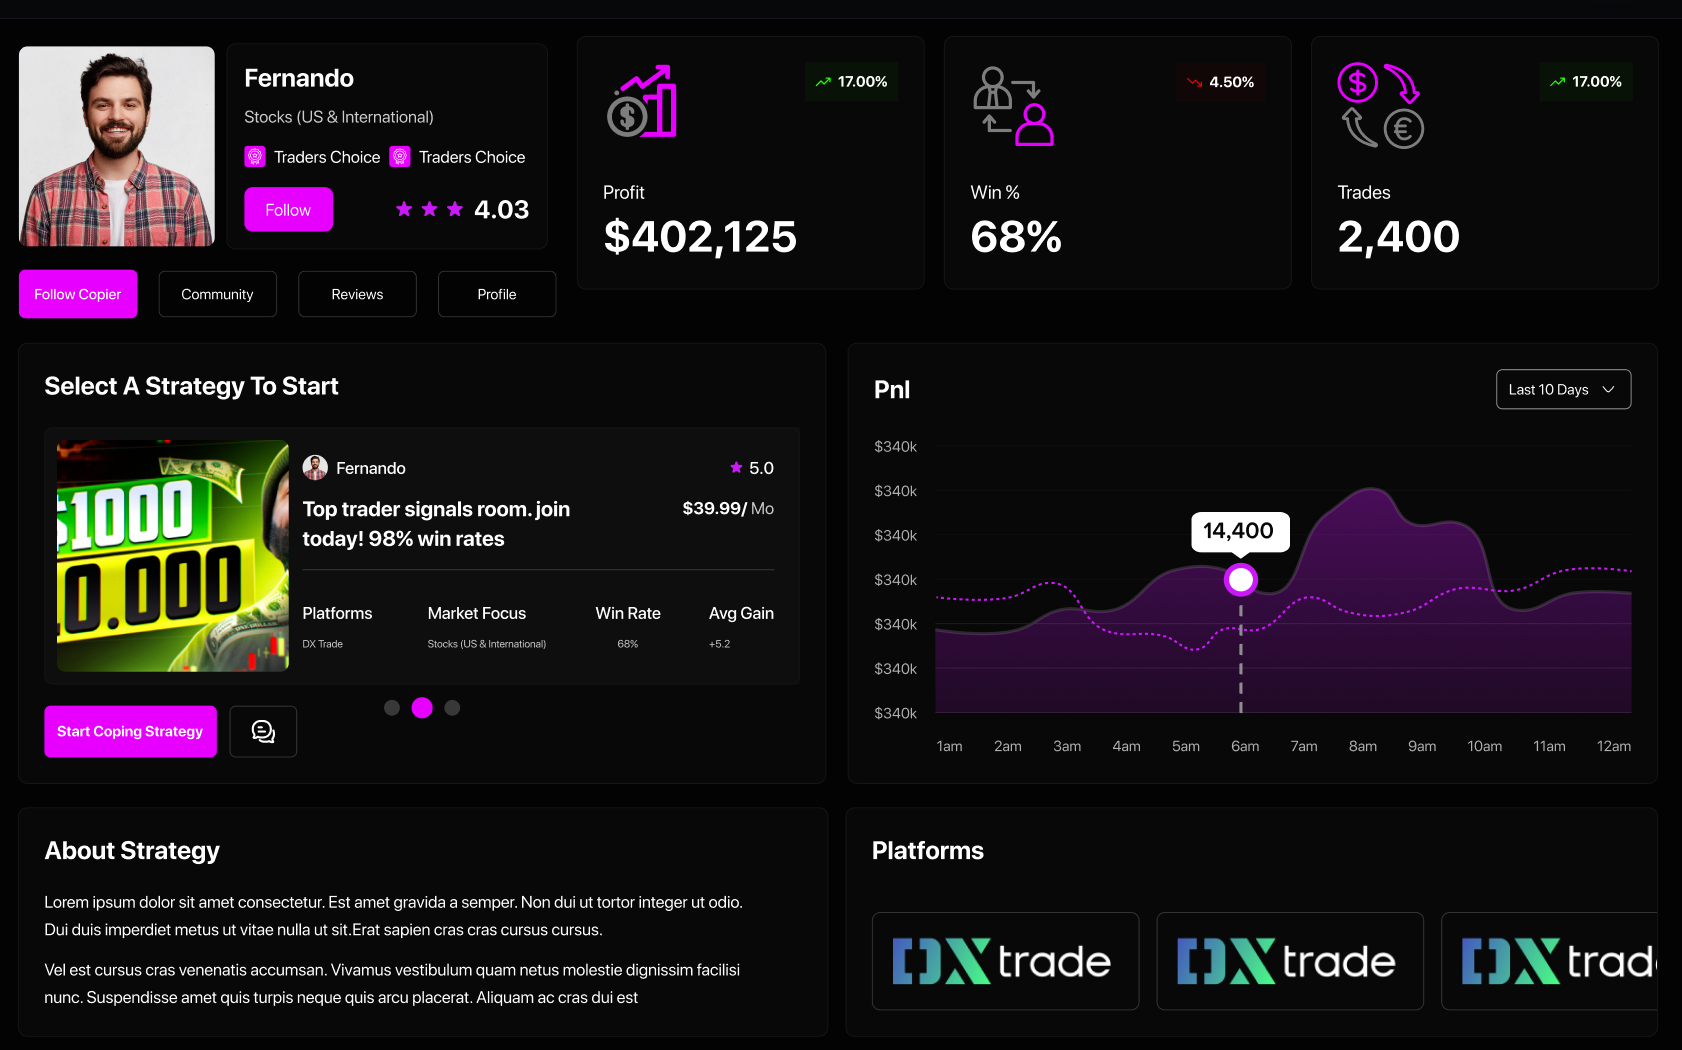 Fernando
Stocks (US & International)
Traders Choice
Traders Choice
Follow
4.03
17.00%
Profit
$402,125
4.50%
Win %
68%
17.00%
Trades
2,400
Follow Copier
Community
Reviews
Profile
Select A Strategy To Start
$1000
0.000
Fernando
5.0
Top trader signals room. join
today! 98% win rates
$39.99/ Mo
Platforms
Market Focus
Win Rate
Avg Gain
DX Trade
Stocks (US & International)
68%
+5.2
Start Coping Strategy
Pnl
Last 10 Days
$340k
$340k
$340k
$340k
$340k
$340k
$340k
14,400
1am
2am
3am
4am
5am
6am
7am
8am
9am
10am
11am
12am
About Strategy
Lorem ipsum dolor sit amet consectetur. Est amet gravida a semper. Non dui ut tortor integer ut odio.
Dui duis imperdiet metus ut vitae nulla ut sit.Erat sapien cras cras cursus cursus.
Vel est cursus cras venenatis accumsan. Vivamus vestibulum quam netus molestie dignissim facilisi
nunc. Suspendisse amet quis turpis neque quis arcu placerat. Aliquam ac cras dui est
Platforms
DXtrade
DXtrade
DXtrad